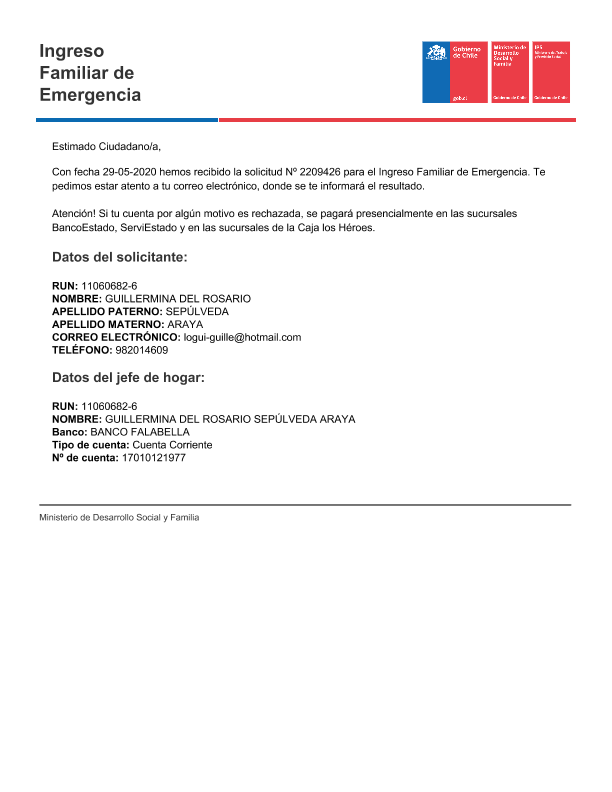 Ingreso
Familiar de
Emergencia
Gobierno
de Chile
gob.cl
Ministerio de
Desarrollo
Social y
Familia
Gobierno de Chile
IPS
Gobierno de Chile
Estimado Ciudadano/a,
Con fecha 29-05-2020 hemos recibido la solicitud Nº 2209426 para el Ingreso Familiar de Emergencia. Te
pedimos estar atento a tu correo electrónico, donde se te informará el resultado.
Atención! Si tu cuenta por algún motivo es rechazada, se pagará presencialmente en las sucursales
BancoEstado, ServiEstado y en las sucursales de la Caja los Héroes.
Datos del solicitante:
RUN: 11060682-6
NOMBRE: GUILLERMINA DEL ROSARIO
APELLIDO PATERNO: SEPÚLVEDA
APELLIDO MATERNO: ARAYA
CORREO ELECTRÓNICO: logui-guille@hotmail.com
TELÉFONO: 982014609
Datos del jefe de hogar:
RUN: 11060682-6
NOMBRE: GUILLERMINA DEL ROSARIO SEPÚLVEDA ARAYA
Banco: BANCO FALABELLA
Tipo de cuenta: Cuenta Corriente
Nº de cuenta: 17010121977
Ministerio de Desarrollo Social y Familia